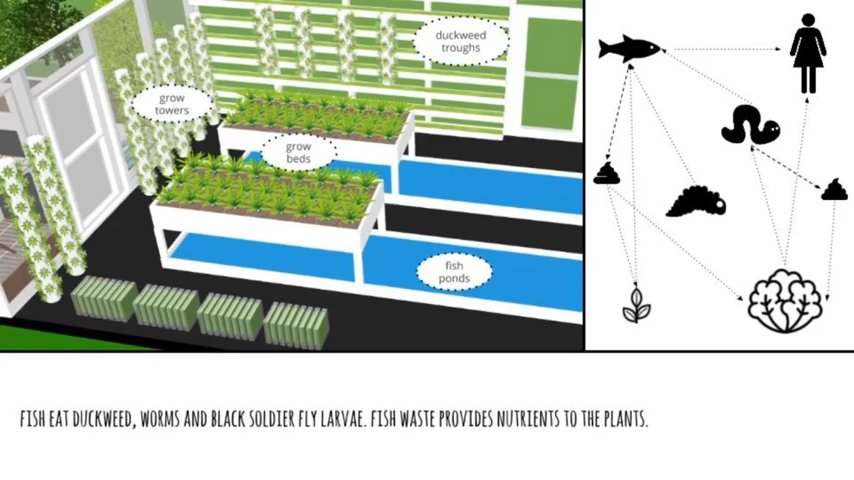 duckweed
troughs
grow
towers
grow
beds
fish
ponds
FISH EAT DUCKWEED, WORMS AND BLACK SOLDIER FLY LARVAE. FISH WASTE PROVIDES NUTRIENTS TO THE PLANTS.